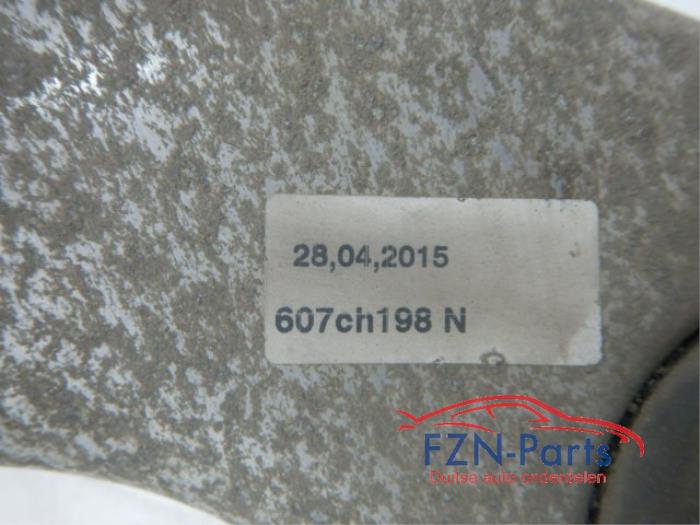 28,04,2015
607ch198 N
FZN-Parts
Duitse auto onderdelen